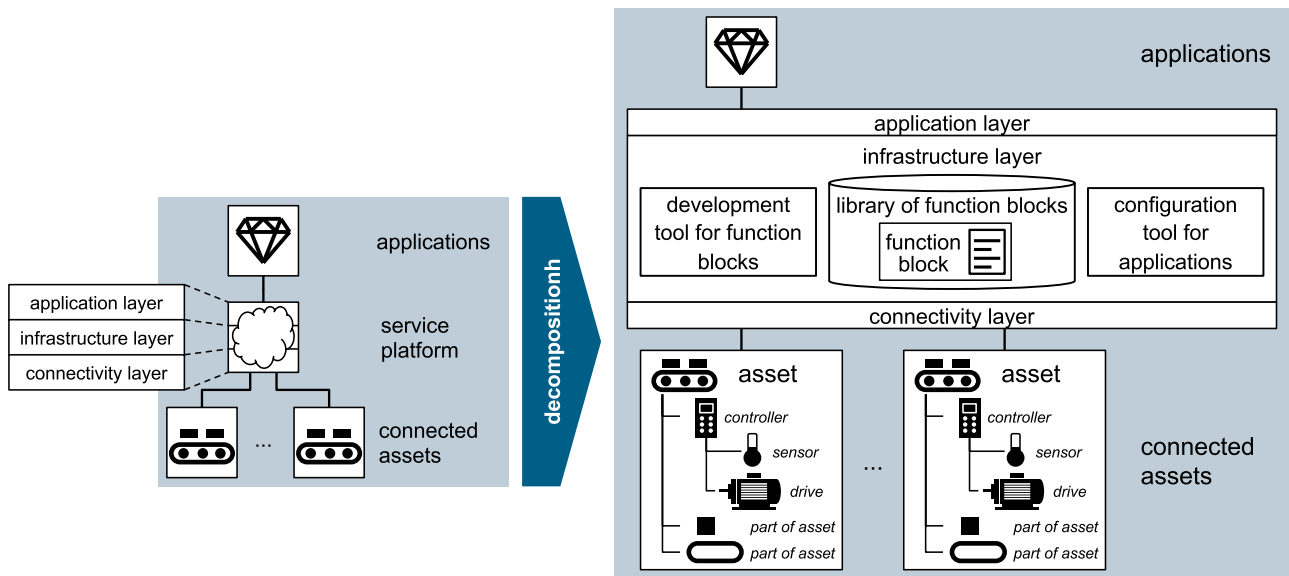 applications
application layer
infrastructure layer
connectivity layer
service
platform
...
connected
assets
decompositionh
applications
application layer
infrastructure layer
development
tool for function
blocks
library of function blocks
function
block
configuration
tool for
applications
connectivity layer
asset
controller
sensor
drive
part of asset
part of asset
...
asset
controller
sensor
drive
part of asset
part of asset
connected
assets